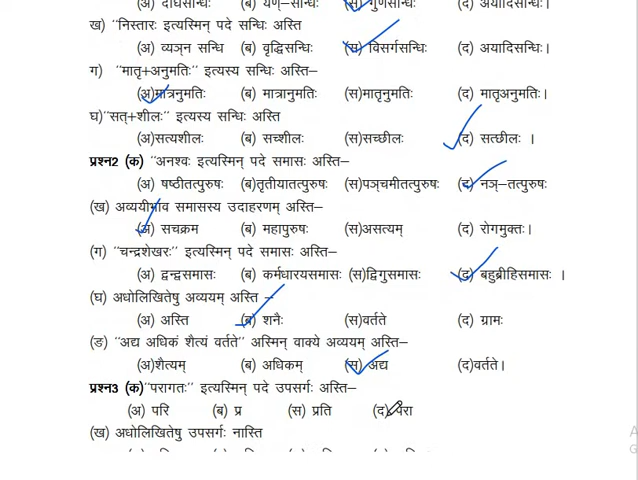 (अ) दीर्घसन्धिः (ब) यण्-सन्धिः (स) गुणसन्धिः (द) अयादिसन्धिः।
ख) "निस्तारः इत्यस्मिन् पदे सन्धिः अस्ति
(अ) व्यञ्न सन्धि (ब) वृद्धिसन्धिः (स) विसर्गसन्धिः (द) अयादिसन्धिः।
ग) "मातृ+अनुमतिः" इत्यस्य सन्धिः अस्ति–
(अ) मात्रनुमतिः (ब) मात्रानुमतिः (स)मातृनुमतिः (द) मातृअनुमतिः।
घ)"सत्+शीलः" इत्यस्य सन्धिः अस्ति
(अ)सत्यशीलः (ब) सच्शीलः (स)सच्छीलः (द) सत्छीलः ।
प्रश्न2 (क) "अनश्वः इत्यस्मिन् पदे समासः अस्ति–
(अ) षष्ठीतत्पुरुषः (ब)तृतीयातत्पुरुषः (स)पञ्चमीतत्पुरुषः (द) नञ्-तत्पुरुषः
(ख) अव्ययीभाव समासस्य उदाहरणम् अस्ति–
(अ) सचक्रम (ब) महापुरुषः (स)असत्यम् (द) रोगमुक्तः।
(ग) "चन्द्रशेखरः" इत्यस्मिन् पदे समासः अस्ति–
(अ) द्वन्द्वसमासः (ब) कर्मधारयसमासः (स)द्विगुसमासः (द) बहुब्रीहिसमासः ।
(घ) अधोलिखितेषु अव्ययम् अस्ति –
(अ) अस्ति (ब) शनैः (स)वर्तते (द) ग्रामः
(ङ) "अद्य अधिकं शैत्यं वर्तते" अस्मिन् वाक्ये अव्ययम् अस्ति–
(अ)शैत्यम् (ब) अधिकम् (स) अद्य (द)वर्तते।
प्रश्न3 (क)"परागतः" इत्यस्मिन् पदे उपसर्गः अस्ति–
(अ) परि (ब) प्र (स) प्रति (द) परा
(ख) अधोलिखितेषु उपसर्गः नास्ति